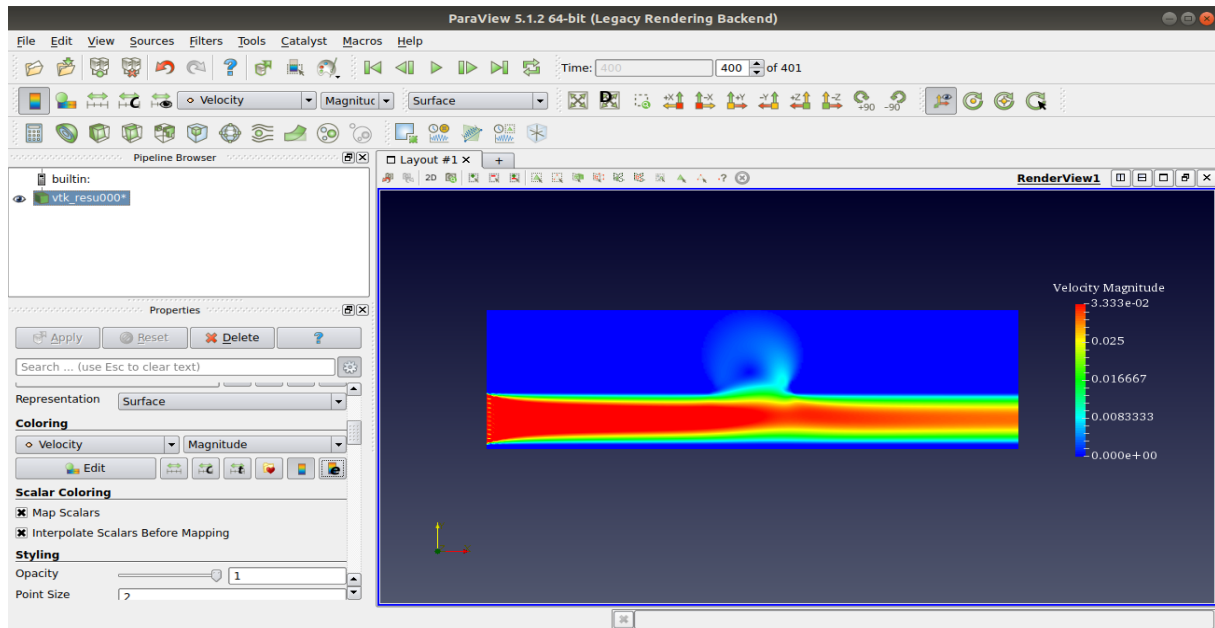 ParaView 5.1.2 64-bit (Legacy Rendering Backend)
File Edit View Sources Filters Tools Catalyst Macros Help
Time: 400 400 of 401
Velocity Magnituc Surface +90 -90
Pipeline Browser
Layout #1 +
builtin:
2D RenderView1
vtk_resu000*
Properties
Apply Reset Delete ?
Search ... (use Esc to clear text)
Representation Surface
Coloring
Velocity Magnitude
Edit
Scalar Coloring
Map Scalars
Interpolate Scalars Before Mapping
Styling
Opacity 1
Point Size 2
Velocity Magnitude
3.333e-02
0.025
0.016667
0.0083333
0.000e+00